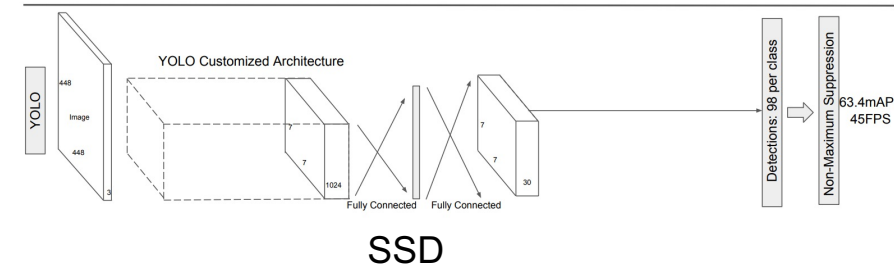 YOLO
448
Image
448
3
YOLO Customized Architecture
7
7
1024
Fully Connected
Fully Connected
7
7
30
Detections: 98 per class
Non-Maximum Suppression
63.4mAP
45FPS
SSD